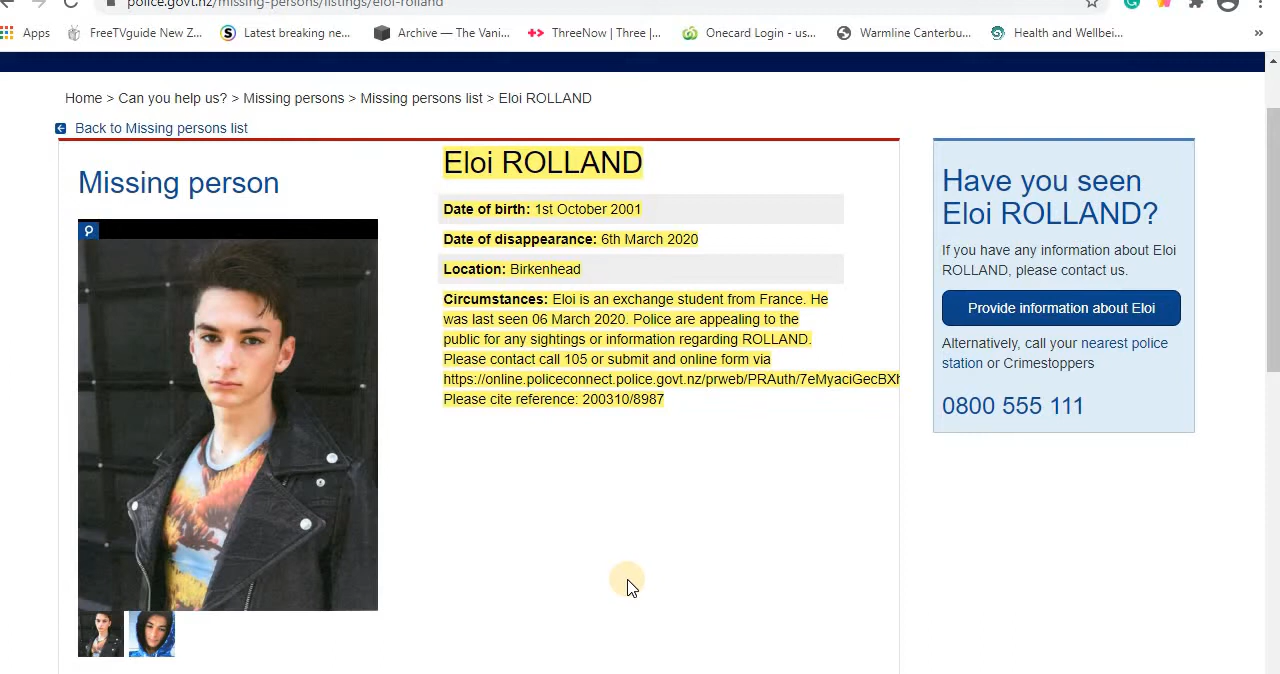 police.govt.nz/missing-persons/listings/eloi-rolland
Apps FreeTVguide New Z... Latest breaking ne... Archive — The Vani... ThreeNow | Three |... Onecard Login - us... Warmline Canterbu... Health and Wellbei... »
Home > Can you help us? > Missing persons > Missing persons list > Eloi ROLLAND
Back to Missing persons list
Missing person
Eloi ROLLAND
Date of birth: 1st October 2001
Date of disappearance: 6th March 2020
Location: Birkenhead
Circumstances: Eloi is an exchange student from France. He
was last seen 06 March 2020. Police are appealing to the
public for any sightings or information regarding ROLLAND.
Please contact call 105 or submit and online form via
https://online.policeconnect.police.govt.nz/prweb/PRAuth/7eMyaciGecBXh
Please cite reference: 200310/8987
Have you seen
Eloi ROLLAND?
If you have any information about Eloi
ROLLAND, please contact us.
Provide information about Eloi
Alternatively, call your nearest police
station or Crimestoppers
0800 555 111